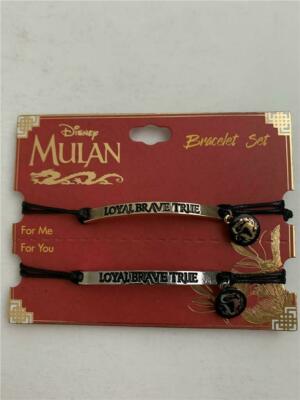 Disney
MULAN
Bracelet Set
LOYAL BRAVE TRUE
For Me
For You
LOYAL BRAVE TRUE